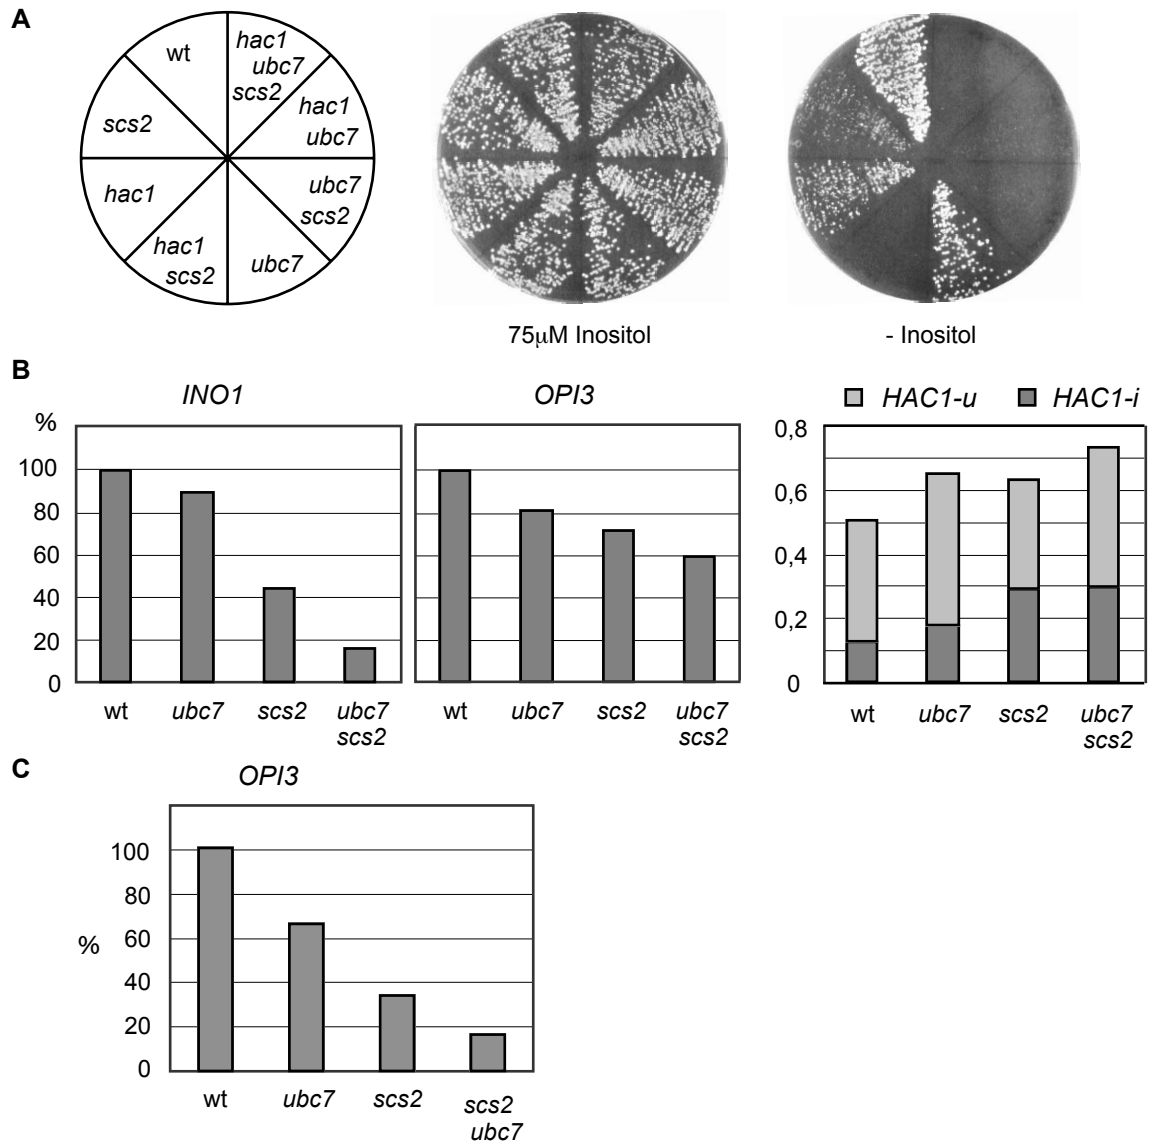 A
wt
hac1
ubc7
scs2
hac1
ubc7
scs2
hac1
ubc7
scs2
hac1
scs2
ubc7
75µM Inositol
- Inositol
B
INO1
OPI3
HAC1-u
HAC1-i
%
100
80
60
40
20
0
wt
ubc7
scs2
ubc7
scs2
wt
ubc7
scs2
ubc7
scs2
0,8
0,6
0,4
0,2
0
wt
ubc7
scs2
ubc7
scs2
C
OPI3
%
100
80
60
40
20
0
wt
ubc7
scs2
scs2
ubc7